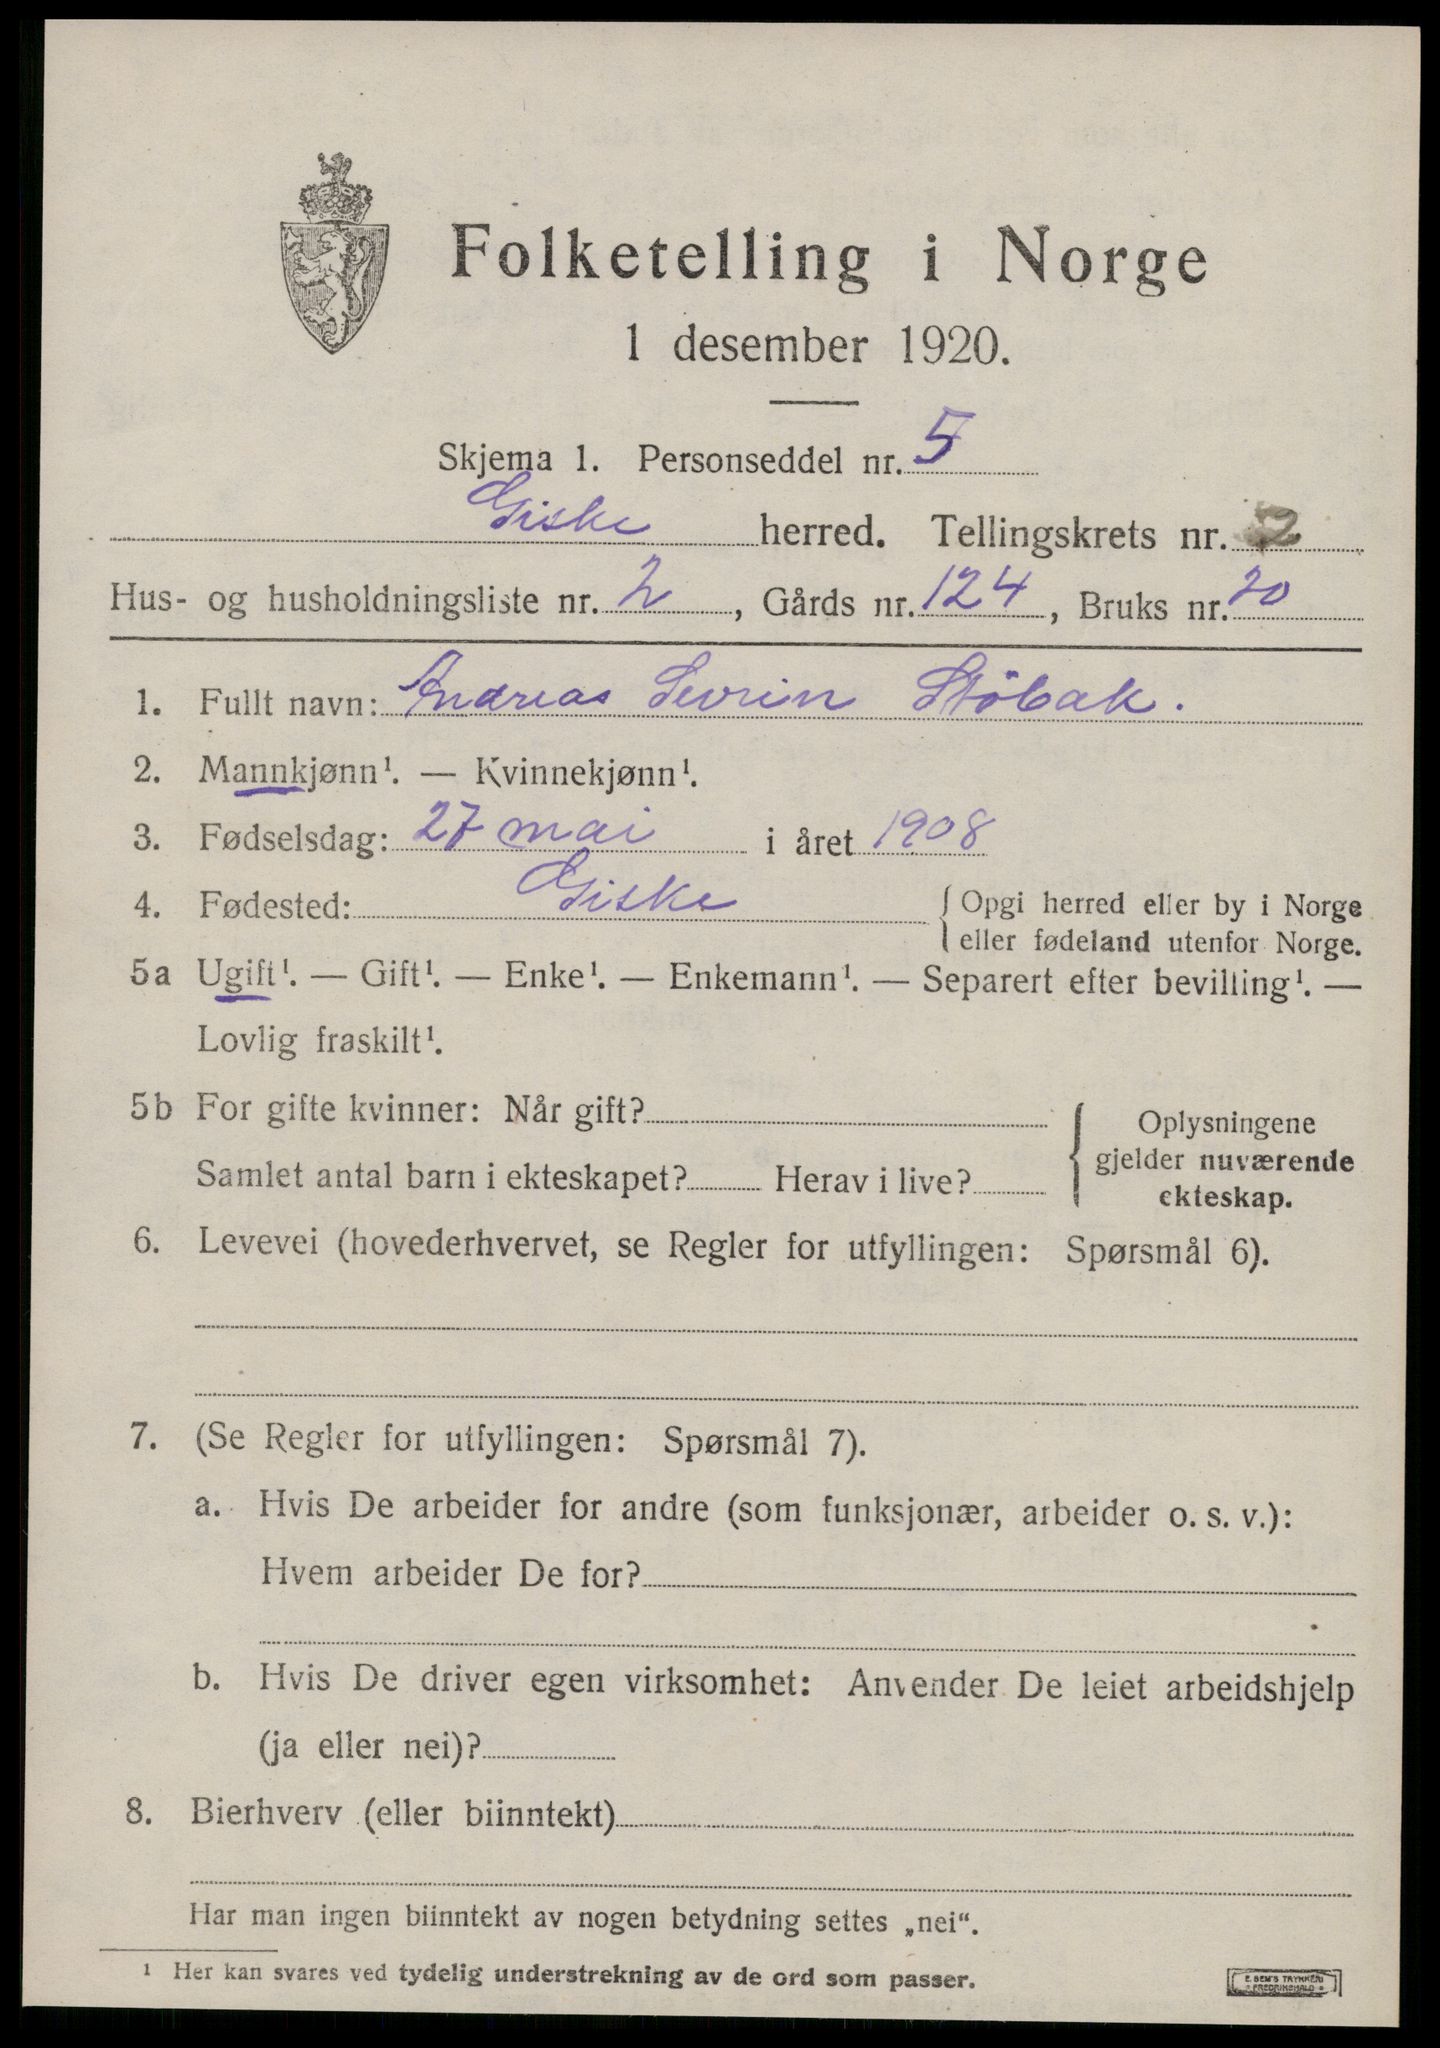 Folketelling i Norge
1 desember 1920.
Skjema 1. Personseddel nr. 5
Giske herred. Tellingskrets nr. 2
Hus- og husholdningsliste nr. 2, Gårds nr. 124, Bruks nr. 20
1. Fullt navn: Andreas Sevrin Støbak.
2. Mannkjønn¹. — Kvinnekjønn¹.
3. Fødselsdag: 27 mai i året 1908
4. Fødested: Giske { Opgi herred eller by i Norge
eller fødeland utenfor Norge.
5a Ugift¹. — Gift¹. — Enke¹. — Enkemann¹. — Separert efter bevilling¹. —
Lovlig fraskilt¹.
5b For gifte kvinner: Når gift?
Samlet antal barn i ekteskapet? Herav i live?
{ Oplysningene
gjelder nuværende
ekteskap.
6. Levevei (hovederhvervet, se Regler for utfyllingen: Spørsmål 6).
7. (Se Regler for utfyllingen: Spørsmål 7).
a. Hvis De arbeider for andre (som funksjonær, arbeider o. s. v.):
Hvem arbeider De for?
b. Hvis De driver egen virksomhet: Anvender De leiet arbeidshjelp
(ja eller nei)?
8. Bierhverv (eller biinntekt)
Har man ingen biinntekt av nogen betydning settes „nei“.
¹ Her kan svares ved tydelig understrekning av de ord som passer.
E. SEM'S TRYKKERI
FREDRIKSHALD